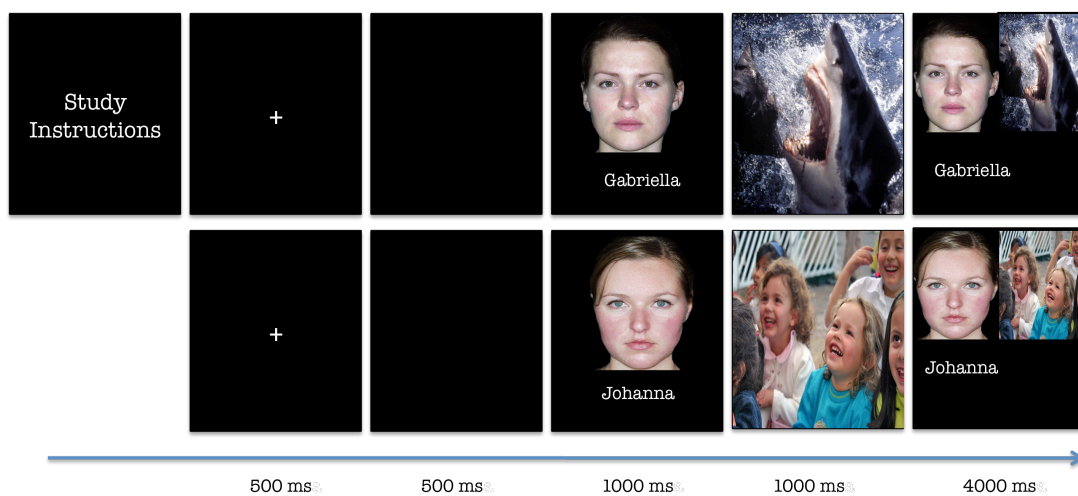 Study
Instructions
+
Gabriella
Gabriella
+
Johanna
Johanna
500 ms
500 ms
1000 ms
1000 ms
4000 ms